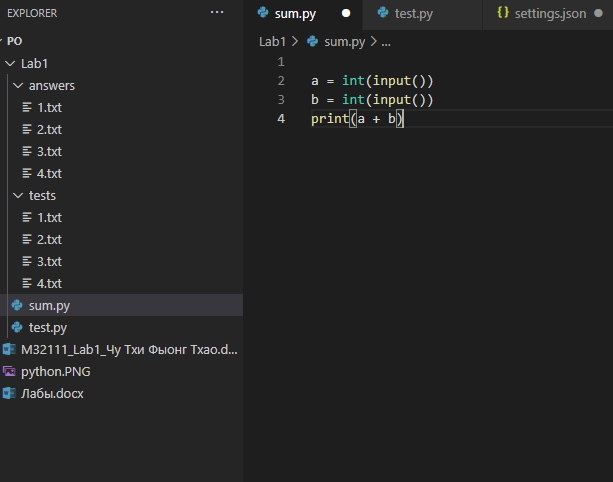 EXPLORER ...
PO
Lab1
answers
1.txt
2.txt
3.txt
4.txt
tests
1.txt
2.txt
3.txt
4.txt
sum.py
test.py
M32111_Lab1_Чу Тхи Фыонг Тхао.d...
python.PNG
Лабы.docx
sum.py test.py {} settings.json
Lab1 > sum.py > ...
1
2 a = int(input())
3 b = int(input())
4 print(a + b)